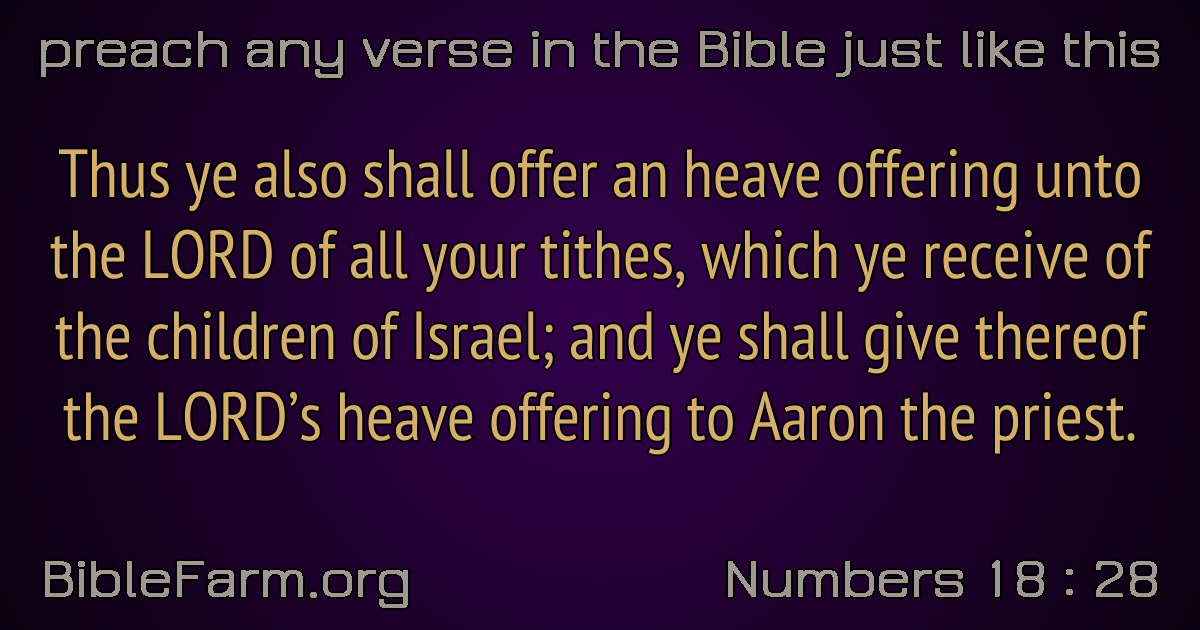 preach any verse in the Bible just like this
Thus ye also shall offer an heave offering unto
the LORD of all your tithes, which ye receive of
the children of Israel; and ye shall give thereof
the LORD’s heave offering to Aaron the priest.
BibleFarm.org
Numbers 18 : 28